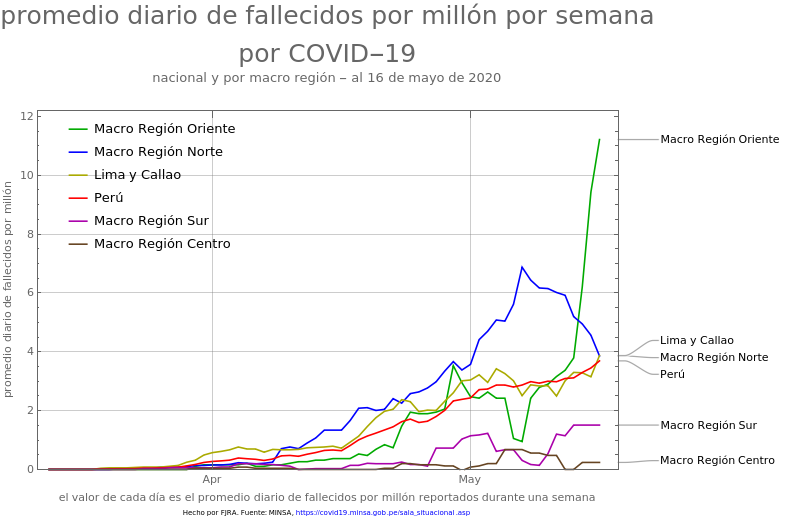 promedio diario de fallecidos por millón por semana
por COVID−19
nacional y por macro región − al 16 de mayo de 2020
promedio diario de fallecidos por millón
12
10
8
6
4
2
0
Macro Región Oriente
Macro Región Norte
Lima y Callao
Perú
Macro Región Sur
Macro Región Centro
Macro Región Oriente
Lima y Callao
Macro Región Norte
Perú
Macro Región Sur
Macro Región Centro
Apr
May
el valor de cada día es el promedio diario de fallecidos por millón reportados durante una semana
Hecho por FJRA. Fuente: MINSA, https://covid19.minsa.gob.pe/sala_situacional.asp